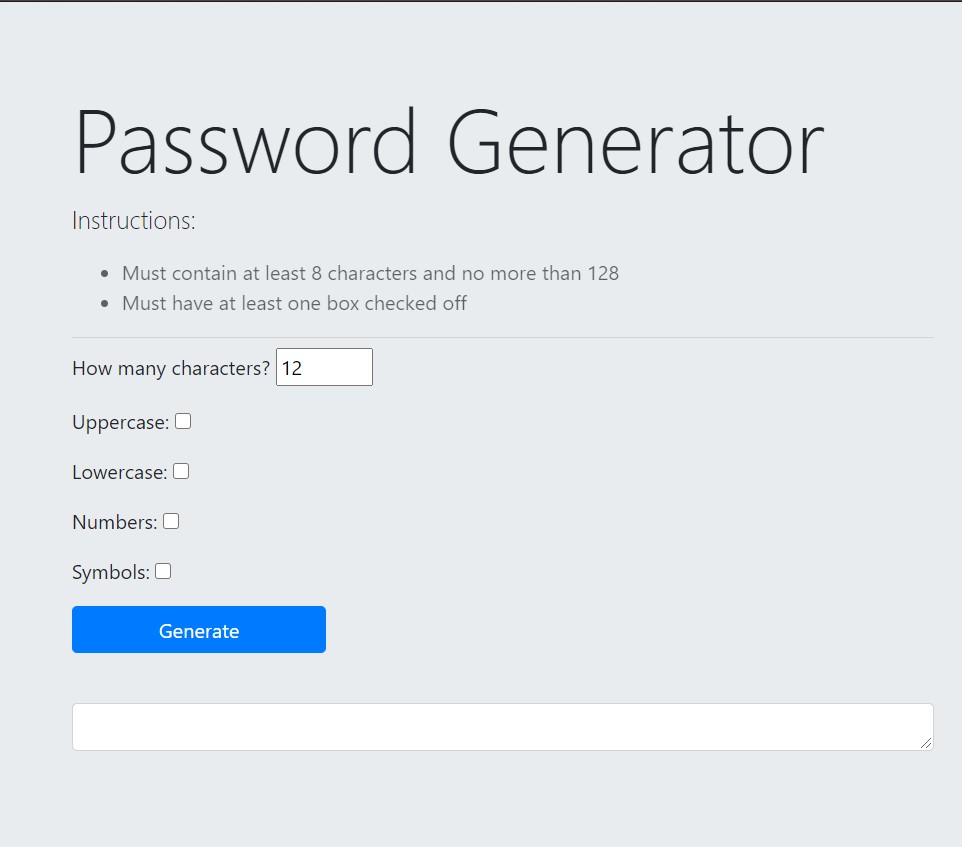 Password Generator
Instructions:
Must contain at least 8 characters and no more than 128
Must have at least one box checked off
How many characters? 12
Uppercase:
Lowercase:
Numbers:
Symbols:
Generate